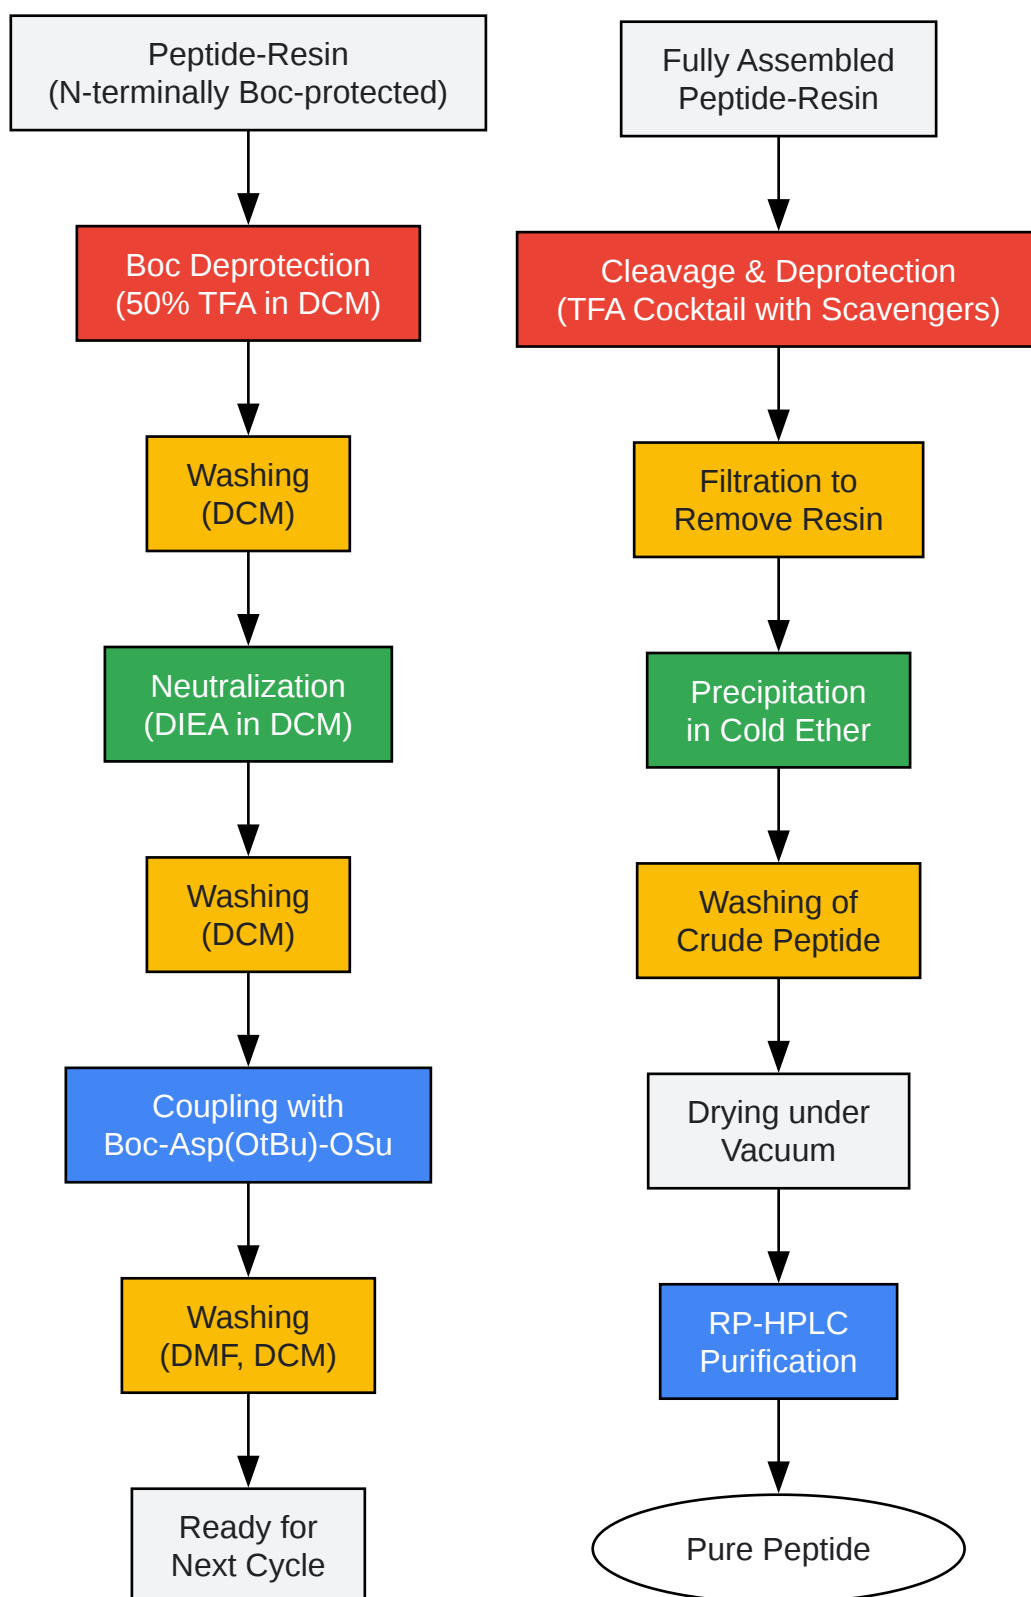 Peptide-Resin
(N-terminally Boc-protected)
Boc Deprotection
(50% TFA in DCM)
Washing
(DCM)
Neutralization
(DIEA in DCM)
Washing
(DCM)
Coupling with
Boc-Asp(OtBu)-OSu
Washing
(DMF, DCM)
Ready for
Next Cycle
Fully Assembled
Peptide-Resin
Cleavage & Deprotection
(TFA Cocktail with Scavengers)
Filtration to
Remove Resin
Precipitation
in Cold Ether
Washing of
Crude Peptide
Drying under
Vacuum
RP-HPLC
Purification
Pure Peptide